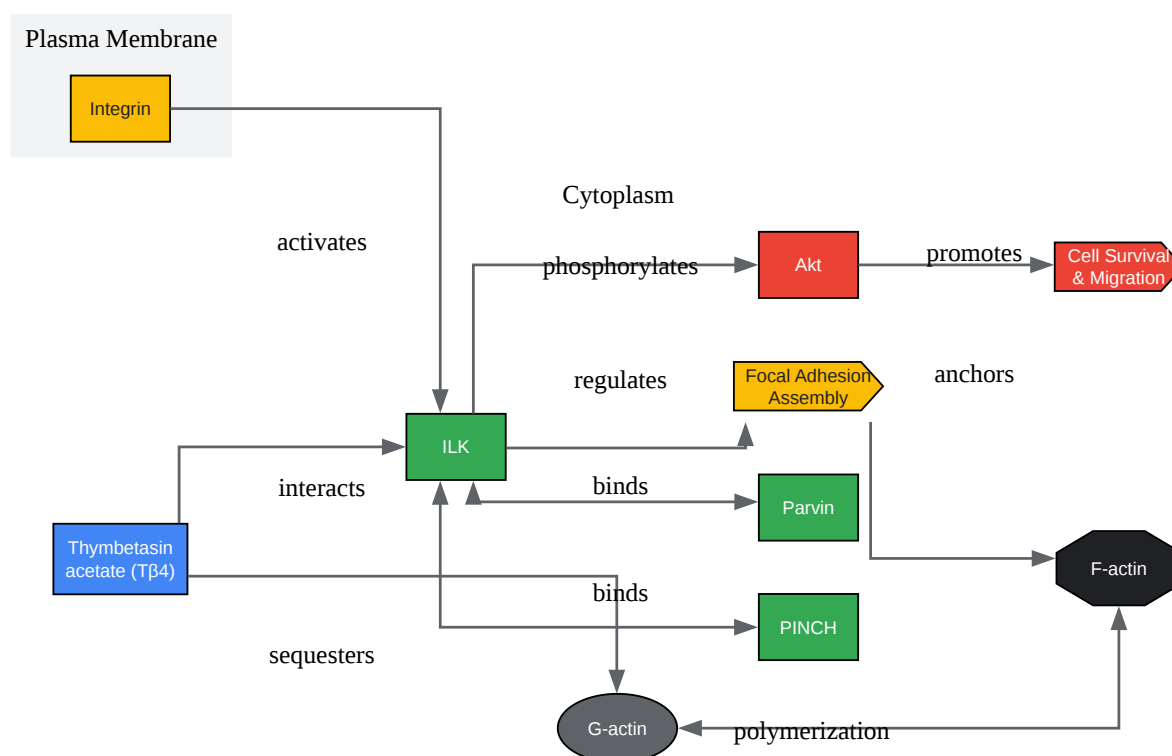 Plasma Membrane
Integrin
Cytoplasm
activates
phosphorylates
Akt
promotes
Cell Survival
& Migration
regulates
Focal Adhesion
Assembly
anchors
ILK
interacts
binds
Parvin
Thymbetasin
acetate (Tβ4)
F-actin
binds
PINCH
sequesters
G-actin
polymerization